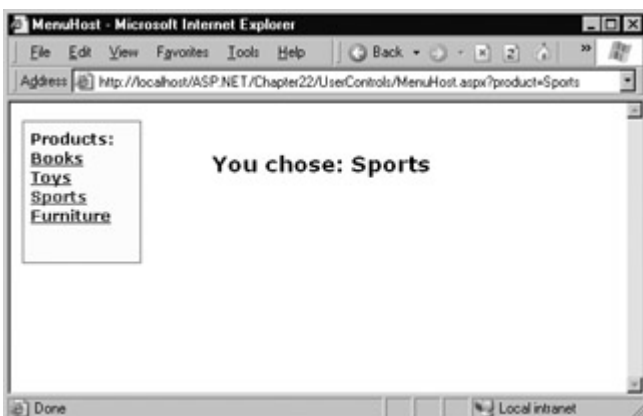 MenuHost - Microsoft Internet Explorer
File Edit View Favorites Tools Help Back »
Address http://localhost/ASP.NET/Chapter22/UserControls/MenuHost.aspx?product=Sports
Products:
Books
Toys
Sports
Furniture
You chose: Sports
Done Local intranet